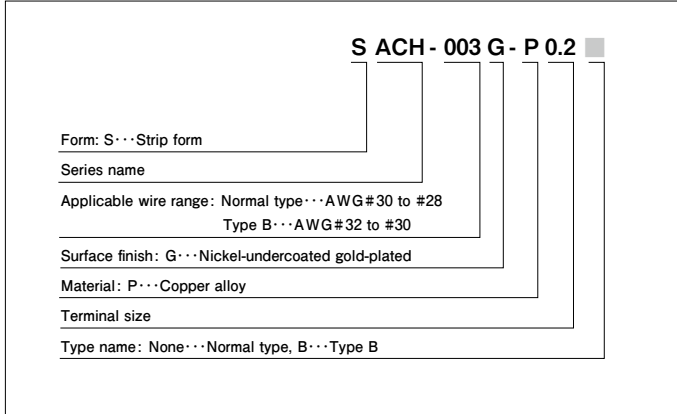 S ACH - 003 G - P 0.2
Form: S···Strip form
Series name
Applicable wire range: Normal type···AWG#30 to #28
Type B···AWG#32 to #30
Surface finish: G···Nickel-undercoated gold-plated
Material: P···Copper alloy
Terminal size
Type name: None···Normal type, B···Type B